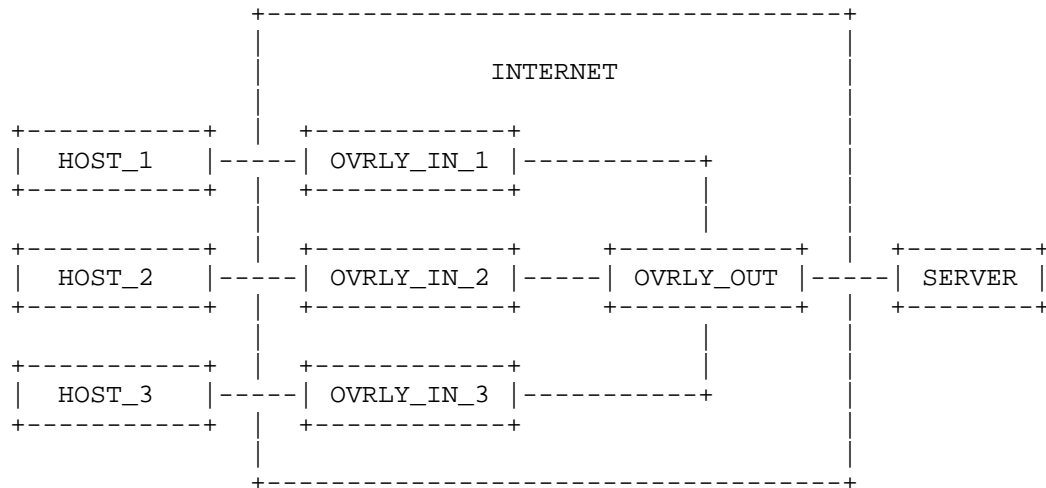 INTERNET
HOST_1 OVRLY_IN_1
HOST_2 OVRLY_IN_2 OVRLY_OUT SERVER
HOST_3 OVRLY_IN_3